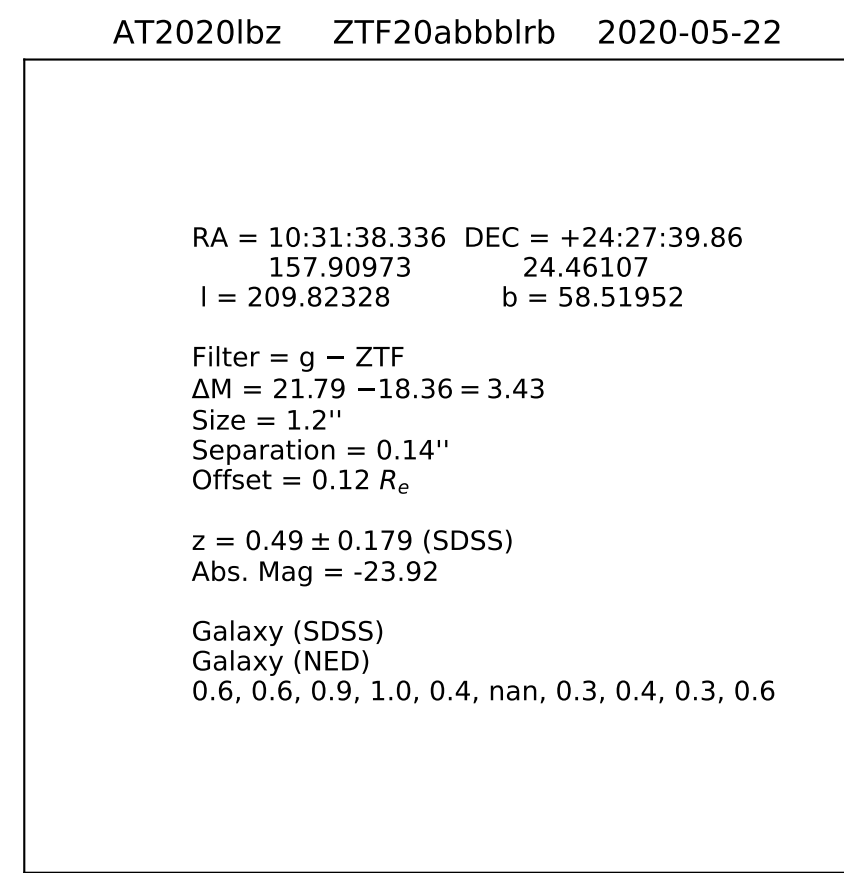 AT2020lbz ZTF20abbblrb 2020-05-22
RA = 10:31:38.336 DEC = +24:27:39.86
157.90973 24.46107
l = 209.82328 b = 58.51952
Filter = g − ZTF
ΔM = 21.79 −18.36 = 3.43
Size = 1.2''
Separation = 0.14''
Offset = 0.12 Re
z = 0.49 ± 0.179 (SDSS)
Abs. Mag = -23.92
Galaxy (SDSS)
Galaxy (NED)
0.6, 0.6, 0.9, 1.0, 0.4, nan, 0.3, 0.4, 0.3, 0.6